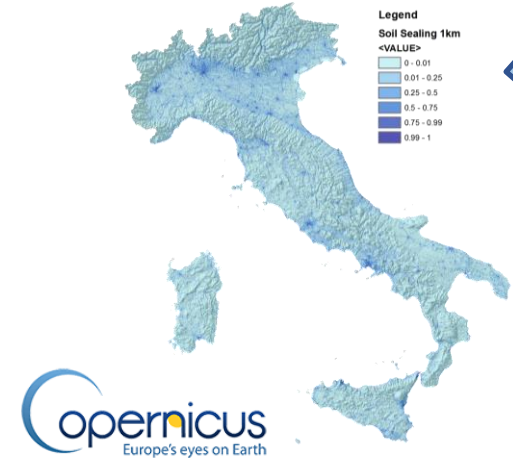 Legend
Soil Sealing 1km
<VALUE>
0 - 0.01
0.01 - 0.25
0.25 - 0.5
0.5 - 0.75
0.75 - 0.99
0.99 - 1
Copernicus
Europe's eyes on Earth